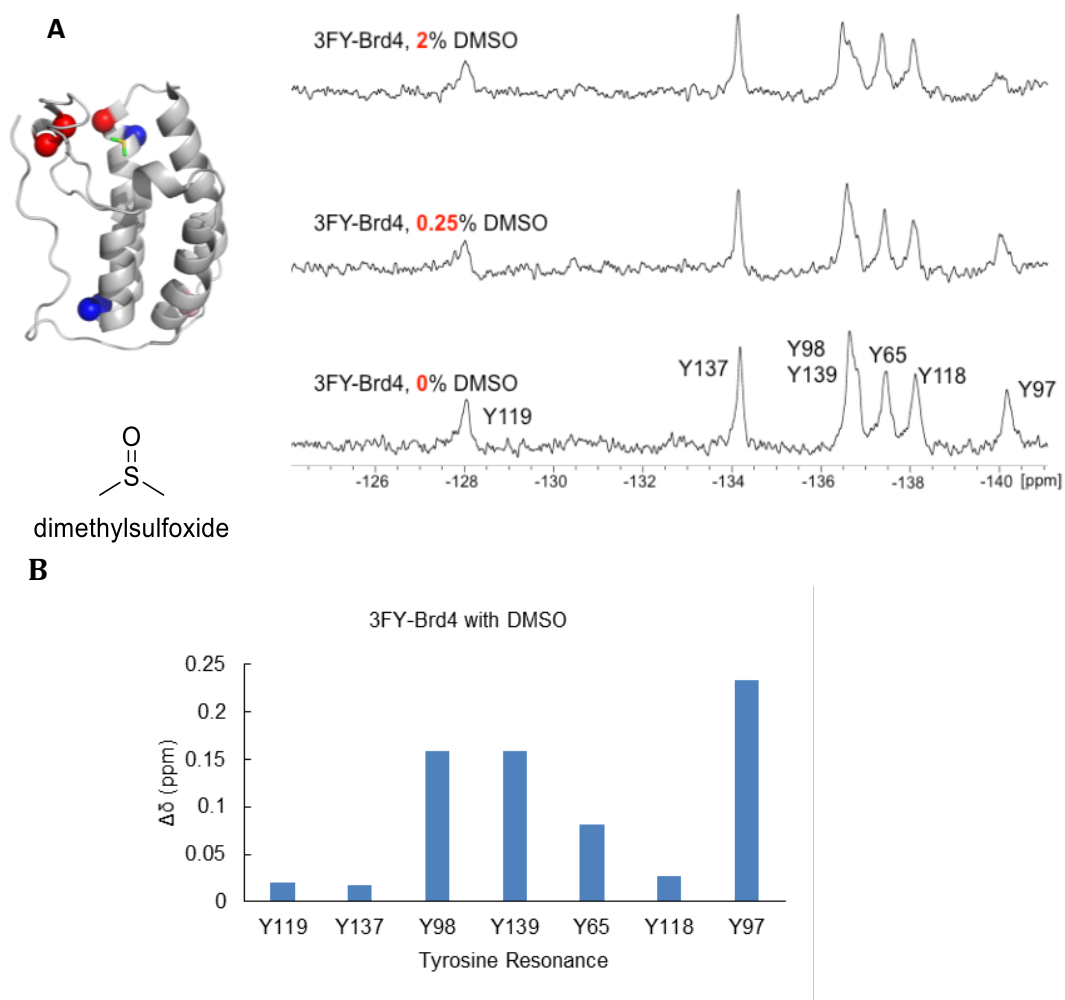 A
3FY-Brd4, 2% DMSO
3FY-Brd4, 0.25% DMSO
3FY-Brd4, 0% DMSO
Y119
Y137
Y98
Y139
Y65
Y118
Y97
-126 -128 -130 -132 -134 -136 -138 -140 [ppm]
O
S
dimethylsulfoxide
B
3FY-Brd4 with DMSO
Δδ (ppm)
0.25
0.2
0.15
0.1
0.05
0
Y119 Y137 Y98 Y139 Y65 Y118 Y97
Tyrosine Resonance